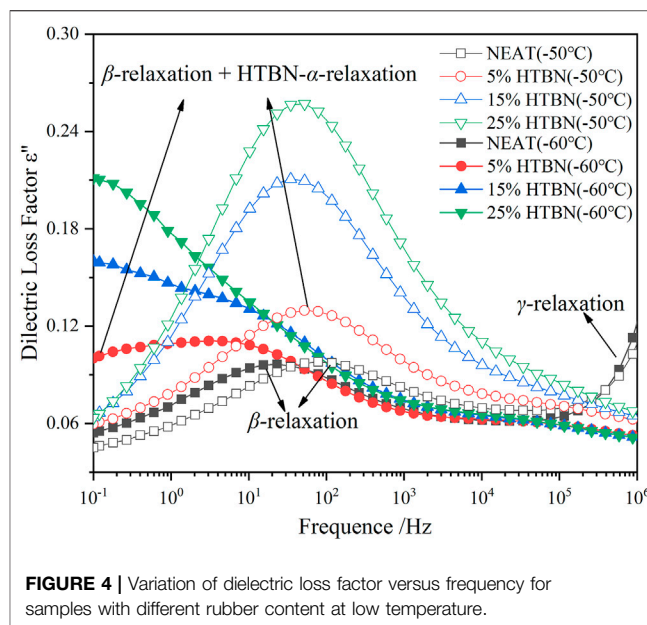 0.30
0.24
0.18
0.12
0.06
Dilectric Loss Factor ε"
β-relaxation + HTBN-α-relaxation
NEAT(-50℃)
5% HTBN(-50℃)
15% HTBN(-50℃)
25% HTBN(-50℃)
NEAT(-60℃)
5% HTBN(-60℃)
15% HTBN(-60℃)
25% HTBN(-60℃)
γ-relaxation
β-relaxation
10⁻¹ 10⁰ 10¹ 10² 10³ 10⁴ 10⁵ 10⁶
Frequence /Hz
FIGURE 4 | Variation of dielectric loss factor versus frequency for
samples with different rubber content at low temperature.